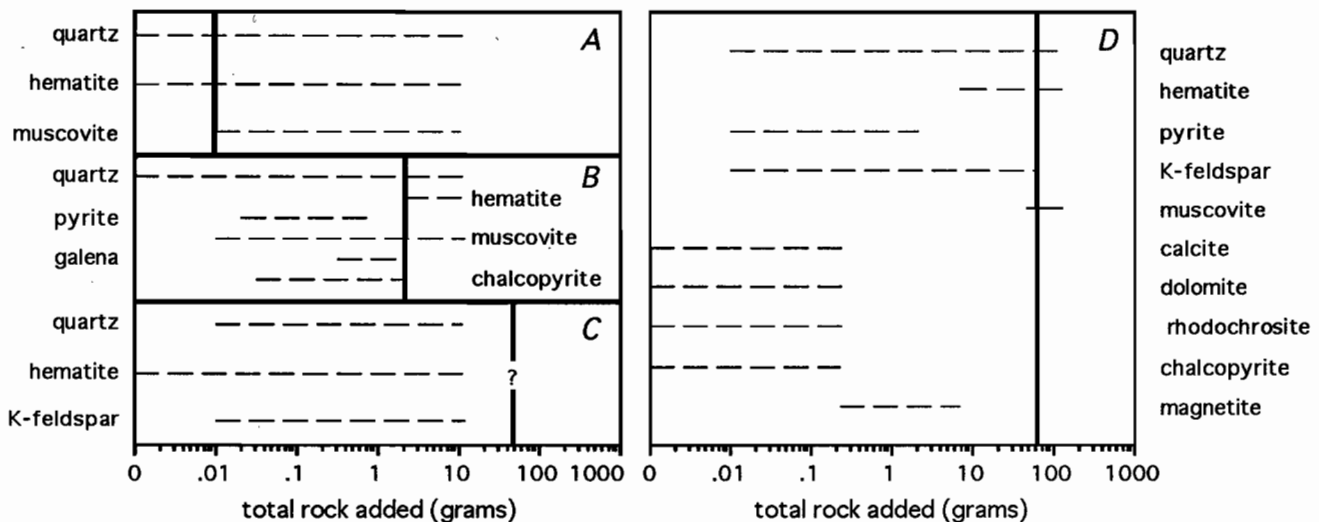 A
quartz
hematite
muscovite
B
quartz
hematite
pyrite
muscovite
galena
chalcopyrite
C
quartz
hematite
?
K-feldspar
0 .01 .1 1 10 100 1000
total rock added (grams)
D
quartz
hematite
pyrite
K-feldspar
muscovite
calcite
dolomite
rhodochrosite
chalcopyrite
magnetite
0 .01 .1 1 10 100 1000
total rock added (grams)